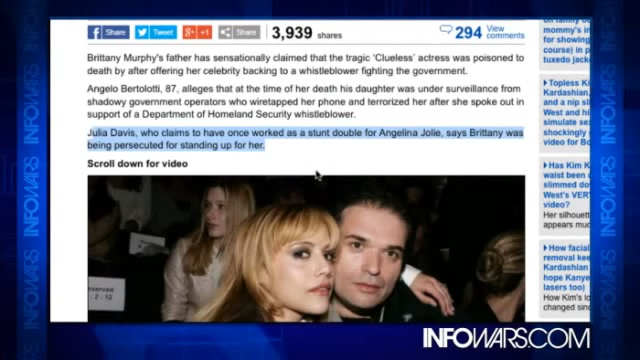 Share
Tweet
+1
Share
3,939 shares
294 View comments
Brittany Murphy's father has sensationally claimed that the tragic 'Clueless' actress was poisoned to
death by after offering her celebrity backing to a whistleblower fighting the government.
Angelo Bertolotti, 87, alleges that at the time of her death his daughter was under surveillance from
shadowy government operators who wiretapped her phone and terrorized her after she spoke out in
support of a Department of Homeland Security whistleblower.
Julia Davis, who claims to have once worked as a stunt double for Angelina Jolie, says Brittany was
being persecuted for standing up for her.
Scroll down for video
mommy's in
for showing
course) in p
tuxedo jack
Topless K
Kardashian,
and a nip sl
West and hi
simulate se
shockingly
video for Bo
Has Kim K
waist been
slimmed do
West's VER
video?
Her silhouett
appears muc
How facial
removal kee
Kardashian
hope Kanye
lasers too)
How Kim's lo
changed sinc
eserved
2:12
INFOWARS
INFOWARS
INFOWARS.COM